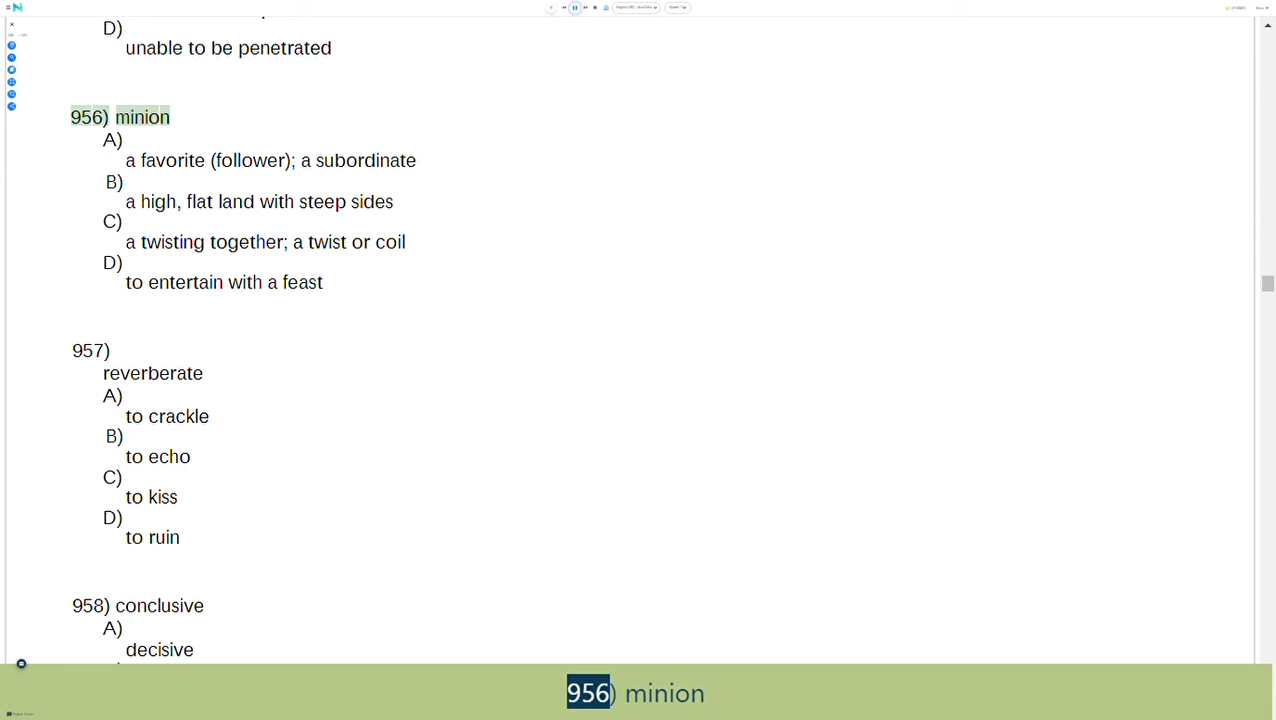 D)
unable to be penetrated
956) minion
A)
a favorite (follower); a subordinate
B)
a high, flat land with steep sides
C)
a twisting together; a twist or coil
D)
to entertain with a feast
957)
reverberate
A)
to crackle
B)
to echo
C)
to kiss
D)
to ruin
958) conclusive
A)
decisive
956) minion